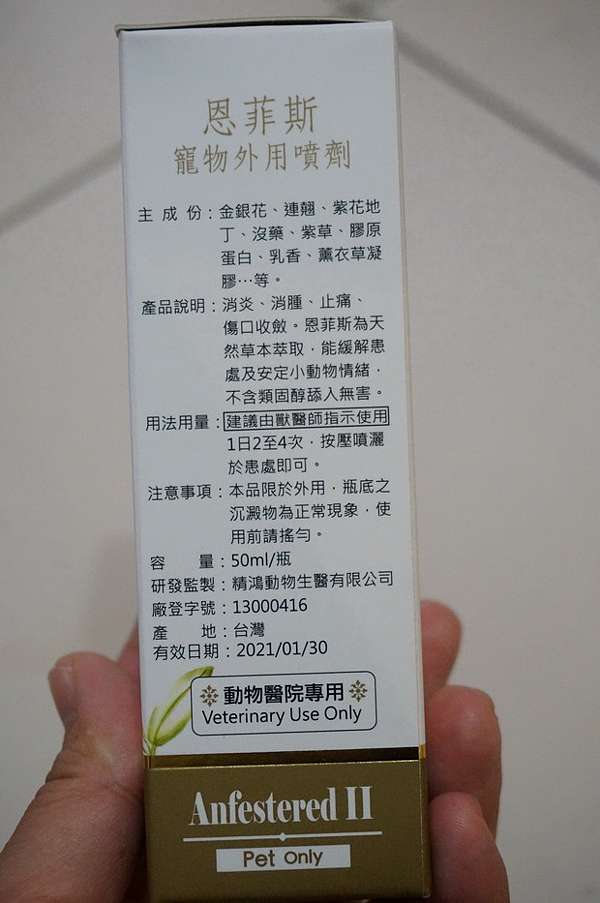 恩菲斯
寵物外用噴劑
主成份：金銀花、連翹、紫花地
丁、沒藥、紫草、膠原
蛋白、乳香、薰衣草凝
膠…等。
產品說明：消炎、消腫、止痛、
傷口收斂。恩菲斯為天
然草本萃取，能緩解患
處及安定小動物情緒，
不含類固醇舔入無害。
用法用量：建議由獸醫師指示使用
1日2至4次，按壓噴灑
於患處即可。
注意事項：本品限於外用，瓶底之
沉澱物為正常現象，使
用前請搖勻。
容量：50ml/瓶
研發監製：精鴻動物生醫有限公司
廠登字號：13000416
產地：台灣
有效日期：2021/01/30
動物醫院專用
Veterinary Use Only
Anfestered II
Pet Only